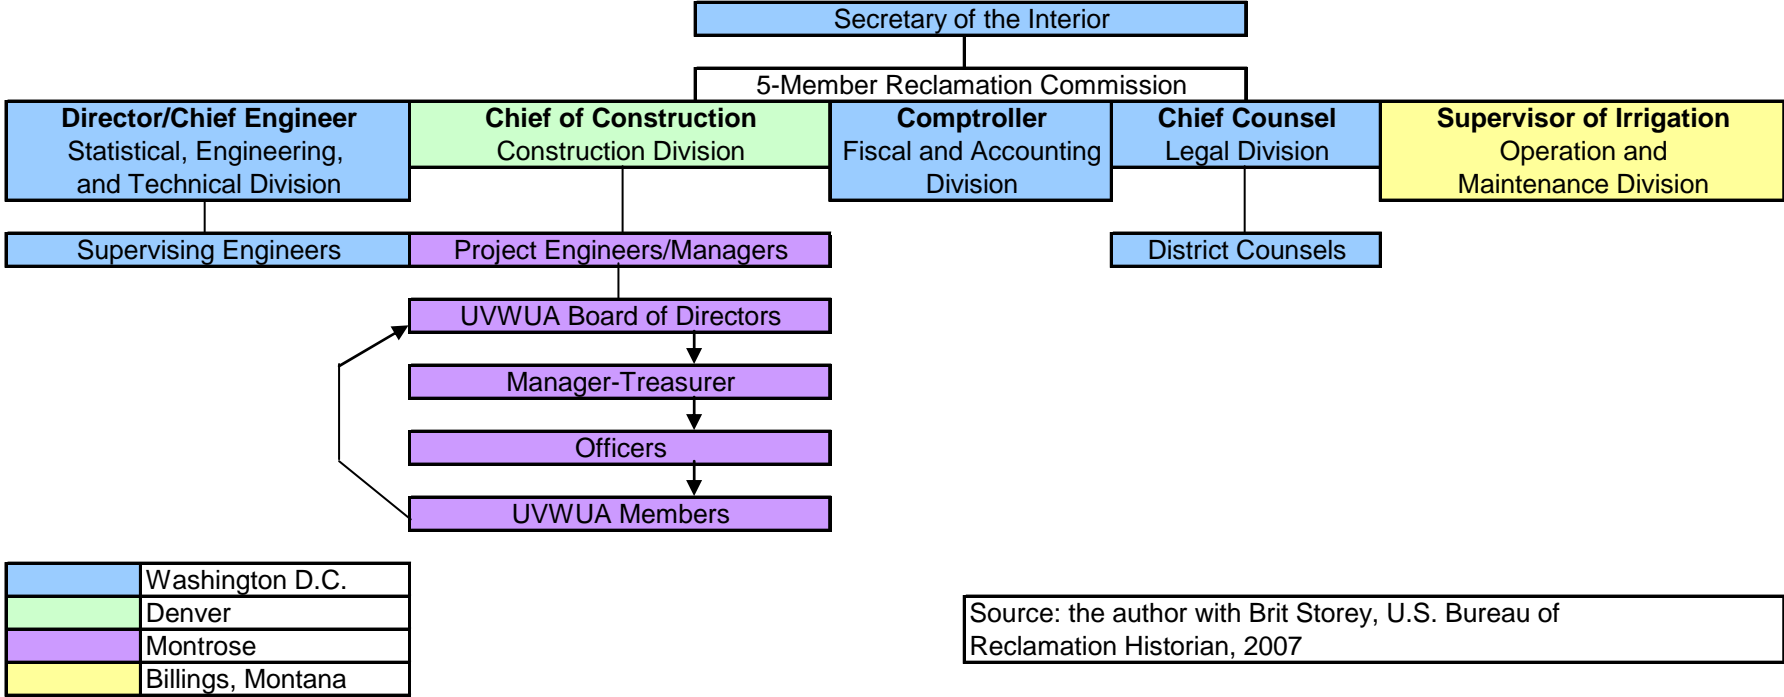 Secretary of the Interior
5-Member Reclamation Commission
Director/Chief Engineer
Statistical, Engineering,
and Technical Division
Chief of Construction
Construction Division
Comptroller
Fiscal and Accounting
Division
Chief Counsel
Legal Division
Supervisor of Irrigation
Operation and
Maintenance Division
Supervising Engineers
Project Engineers/Managers
District Counsels
UVWUA Board of Directors
Manager-Treasurer
Officers
UVWUA Members
Washington D.C.
Denver
Montrose
Billings, Montana
Source: the author with Brit Storey, U.S. Bureau of
Reclamation Historian, 2007